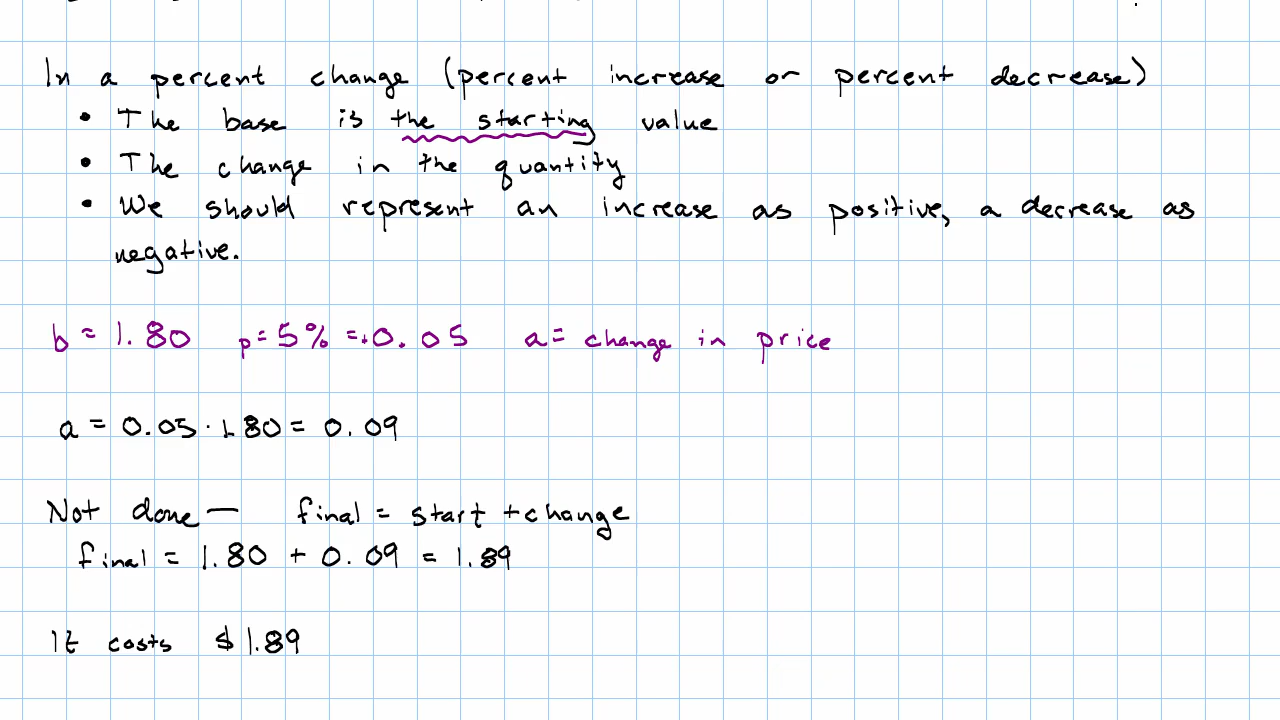 In a percent change (percent increase or percent decrease)
• The base is the starting value
• The change in the quantity
• We should represent an increase as positive, a decrease as
negative.
b = 1.80 p = 5% = +0.05 a = change in price
a = 0.05 · 1.80 = 0.09
Not done — final = start + change
final = 1.80 + 0.09 = 1.89
It costs $1.89